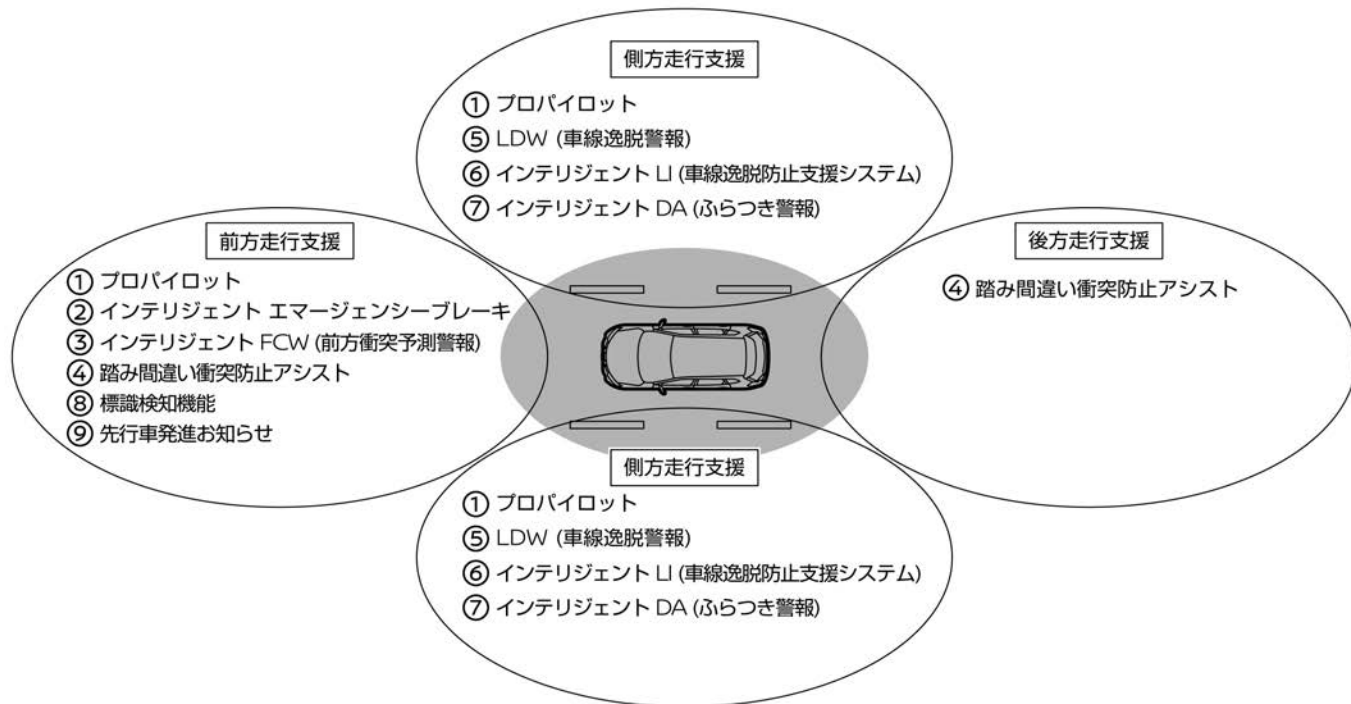 側方走行支援
① プロパイロット
⑤ LDW (車線逸脱警報)
⑥ インテリジェント LI (車線逸脱防止支援システム)
⑦ インテリジェント DA (ふらつき警報)
前方走行支援
① プロパイロット
② インテリジェント エマージェンシーブレーキ
③ インテリジェント FCW (前方衝突予測警報)
④ 踏み間違い衝突防止アシスト
⑧ 標識検知機能
⑨ 先行車発進お知らせ
後方走行支援
④ 踏み間違い衝突防止アシスト
側方走行支援
① プロパイロット
⑤ LDW (車線逸脱警報)
⑥ インテリジェント LI (車線逸脱防止支援システム)
⑦ インテリジェント DA (ふらつき警報)